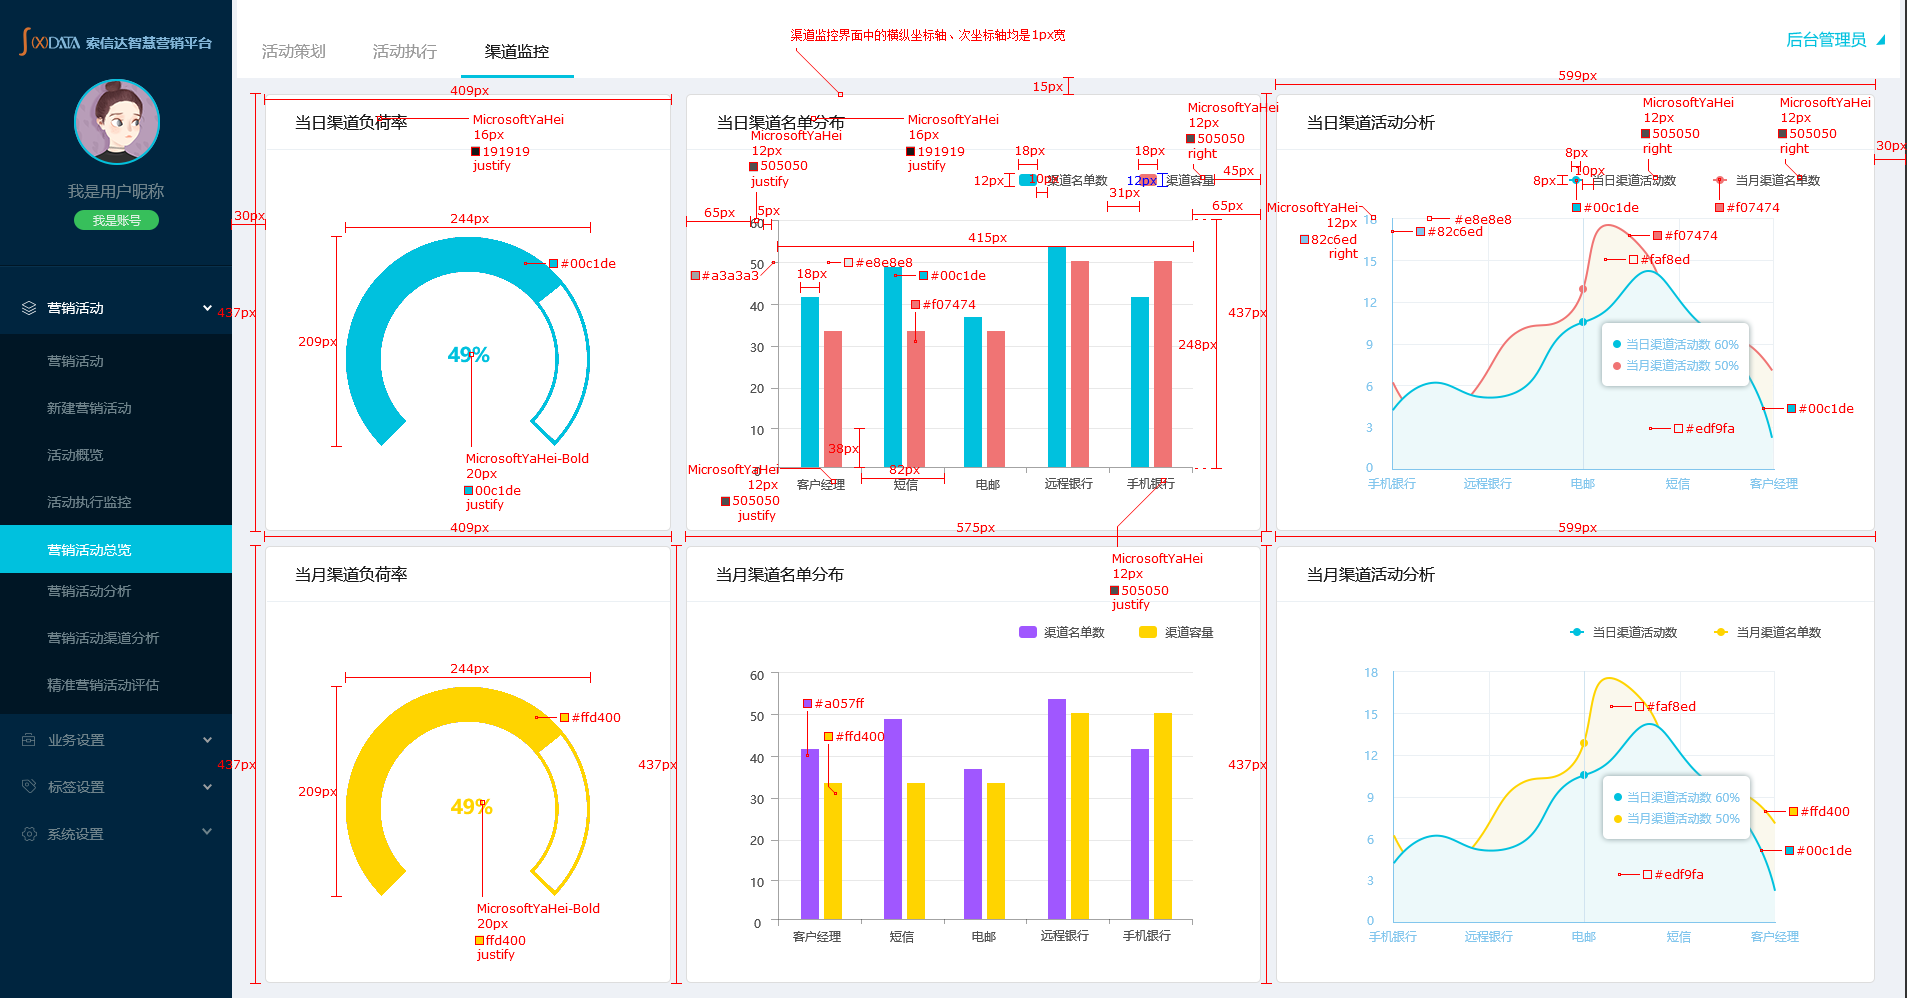 ∫(X)DATA 索信达智慧营销平台
我是用户昵称
我是账号
营销活动
营销活动
新建营销活动
活动概览
活动执行监控
营销活动总览
营销活动分析
营销活动渠道分析
精准营销活动评估
业务设置
标签设置
系统设置
活动策划
活动执行
渠道监控
渠道监控界面中的横纵坐标轴、次坐标轴均是1px宽
后台管理员
15px
30px
30px
409px
437px
当日渠道负荷率
MicrosoftYaHei
16px
191919
justify
244px
209px
#00c1de
49%
MicrosoftYaHei-Bold
20px
00c1de
justify
409px
当日渠道名单分布
MicrosoftYaHei
16px
191919
justify
MicrosoftYaHei
12px
505050
justify
MicrosoftYaHei
12px
505050
right
18px
18px
45px
12px
10px
渠道名单数
12px
渠道容量
31px
65px
5px
65px
415px
#a3a3a3
#e8e8e8
#00c1de
18px
#f07474
248px
437px
38px
82px
60
50
40
30
20
10
0
客户经理
短信
电邮
远程银行
手机银行
MicrosoftYaHei
12px
505050
justify
575px
MicrosoftYaHei
12px
505050
justify
599px
当日渠道活动分析
MicrosoftYaHei
12px
505050
right
MicrosoftYaHei
12px
505050
right
8px
10px
8px
当日渠道活动数
当月渠道名单数
#00c1de
#f07474
MicrosoftYaHei
12px
82c6ed
right
#e8e8e8
#82c6ed
#f07474
#faf8ed
18
15
12
9
6
3
0
当日渠道活动数 60%
当月渠道活动数 50%
#00c1de
#edf9fa
手机银行
远程银行
电邮
短信
客户经理
599px
当月渠道负荷率
437px
244px
209px
#ffd400
49%
MicrosoftYaHei-Bold
20px
ffd400
justify
437px
当月渠道名单分布
渠道名单数
渠道容量
#a057ff
#ffd400
60
50
40
30
20
10
0
客户经理
短信
电邮
远程银行
手机银行
437px
当月渠道活动分析
当日渠道活动数
当月渠道名单数
#faf8ed
18
15
12
9
6
3
0
当日渠道活动数 60%
当月渠道活动数 50%
#ffd400
#00c1de
#edf9fa
手机银行
远程银行
电邮
短信
客户经理